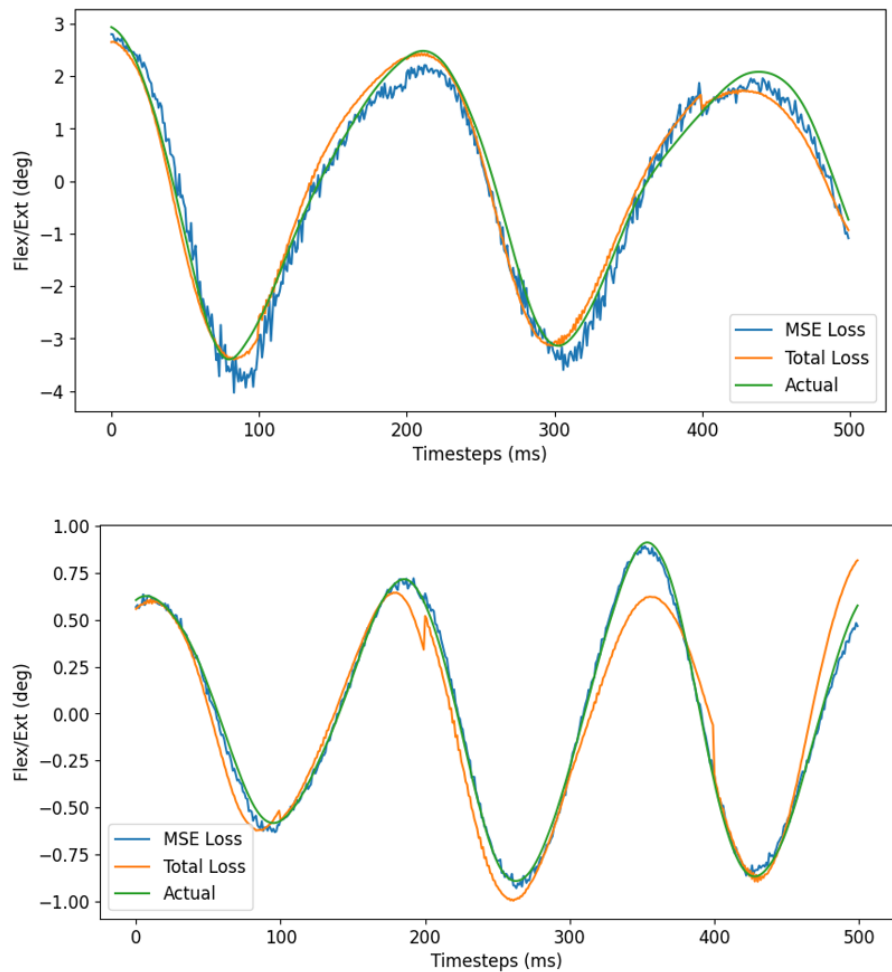 3
2
1
0
−1
−2
−3
−4
Flex/Ext (deg)
MSE Loss
Total Loss
Actual
0 100 200 300 400 500
Timesteps (ms)
1.00
0.75
0.50
0.25
0.00
−0.25
−0.50
−0.75
−1.00
Flex/Ext (deg)
MSE Loss
Total Loss
Actual
0 100 200 300 400 500
Timesteps (ms)